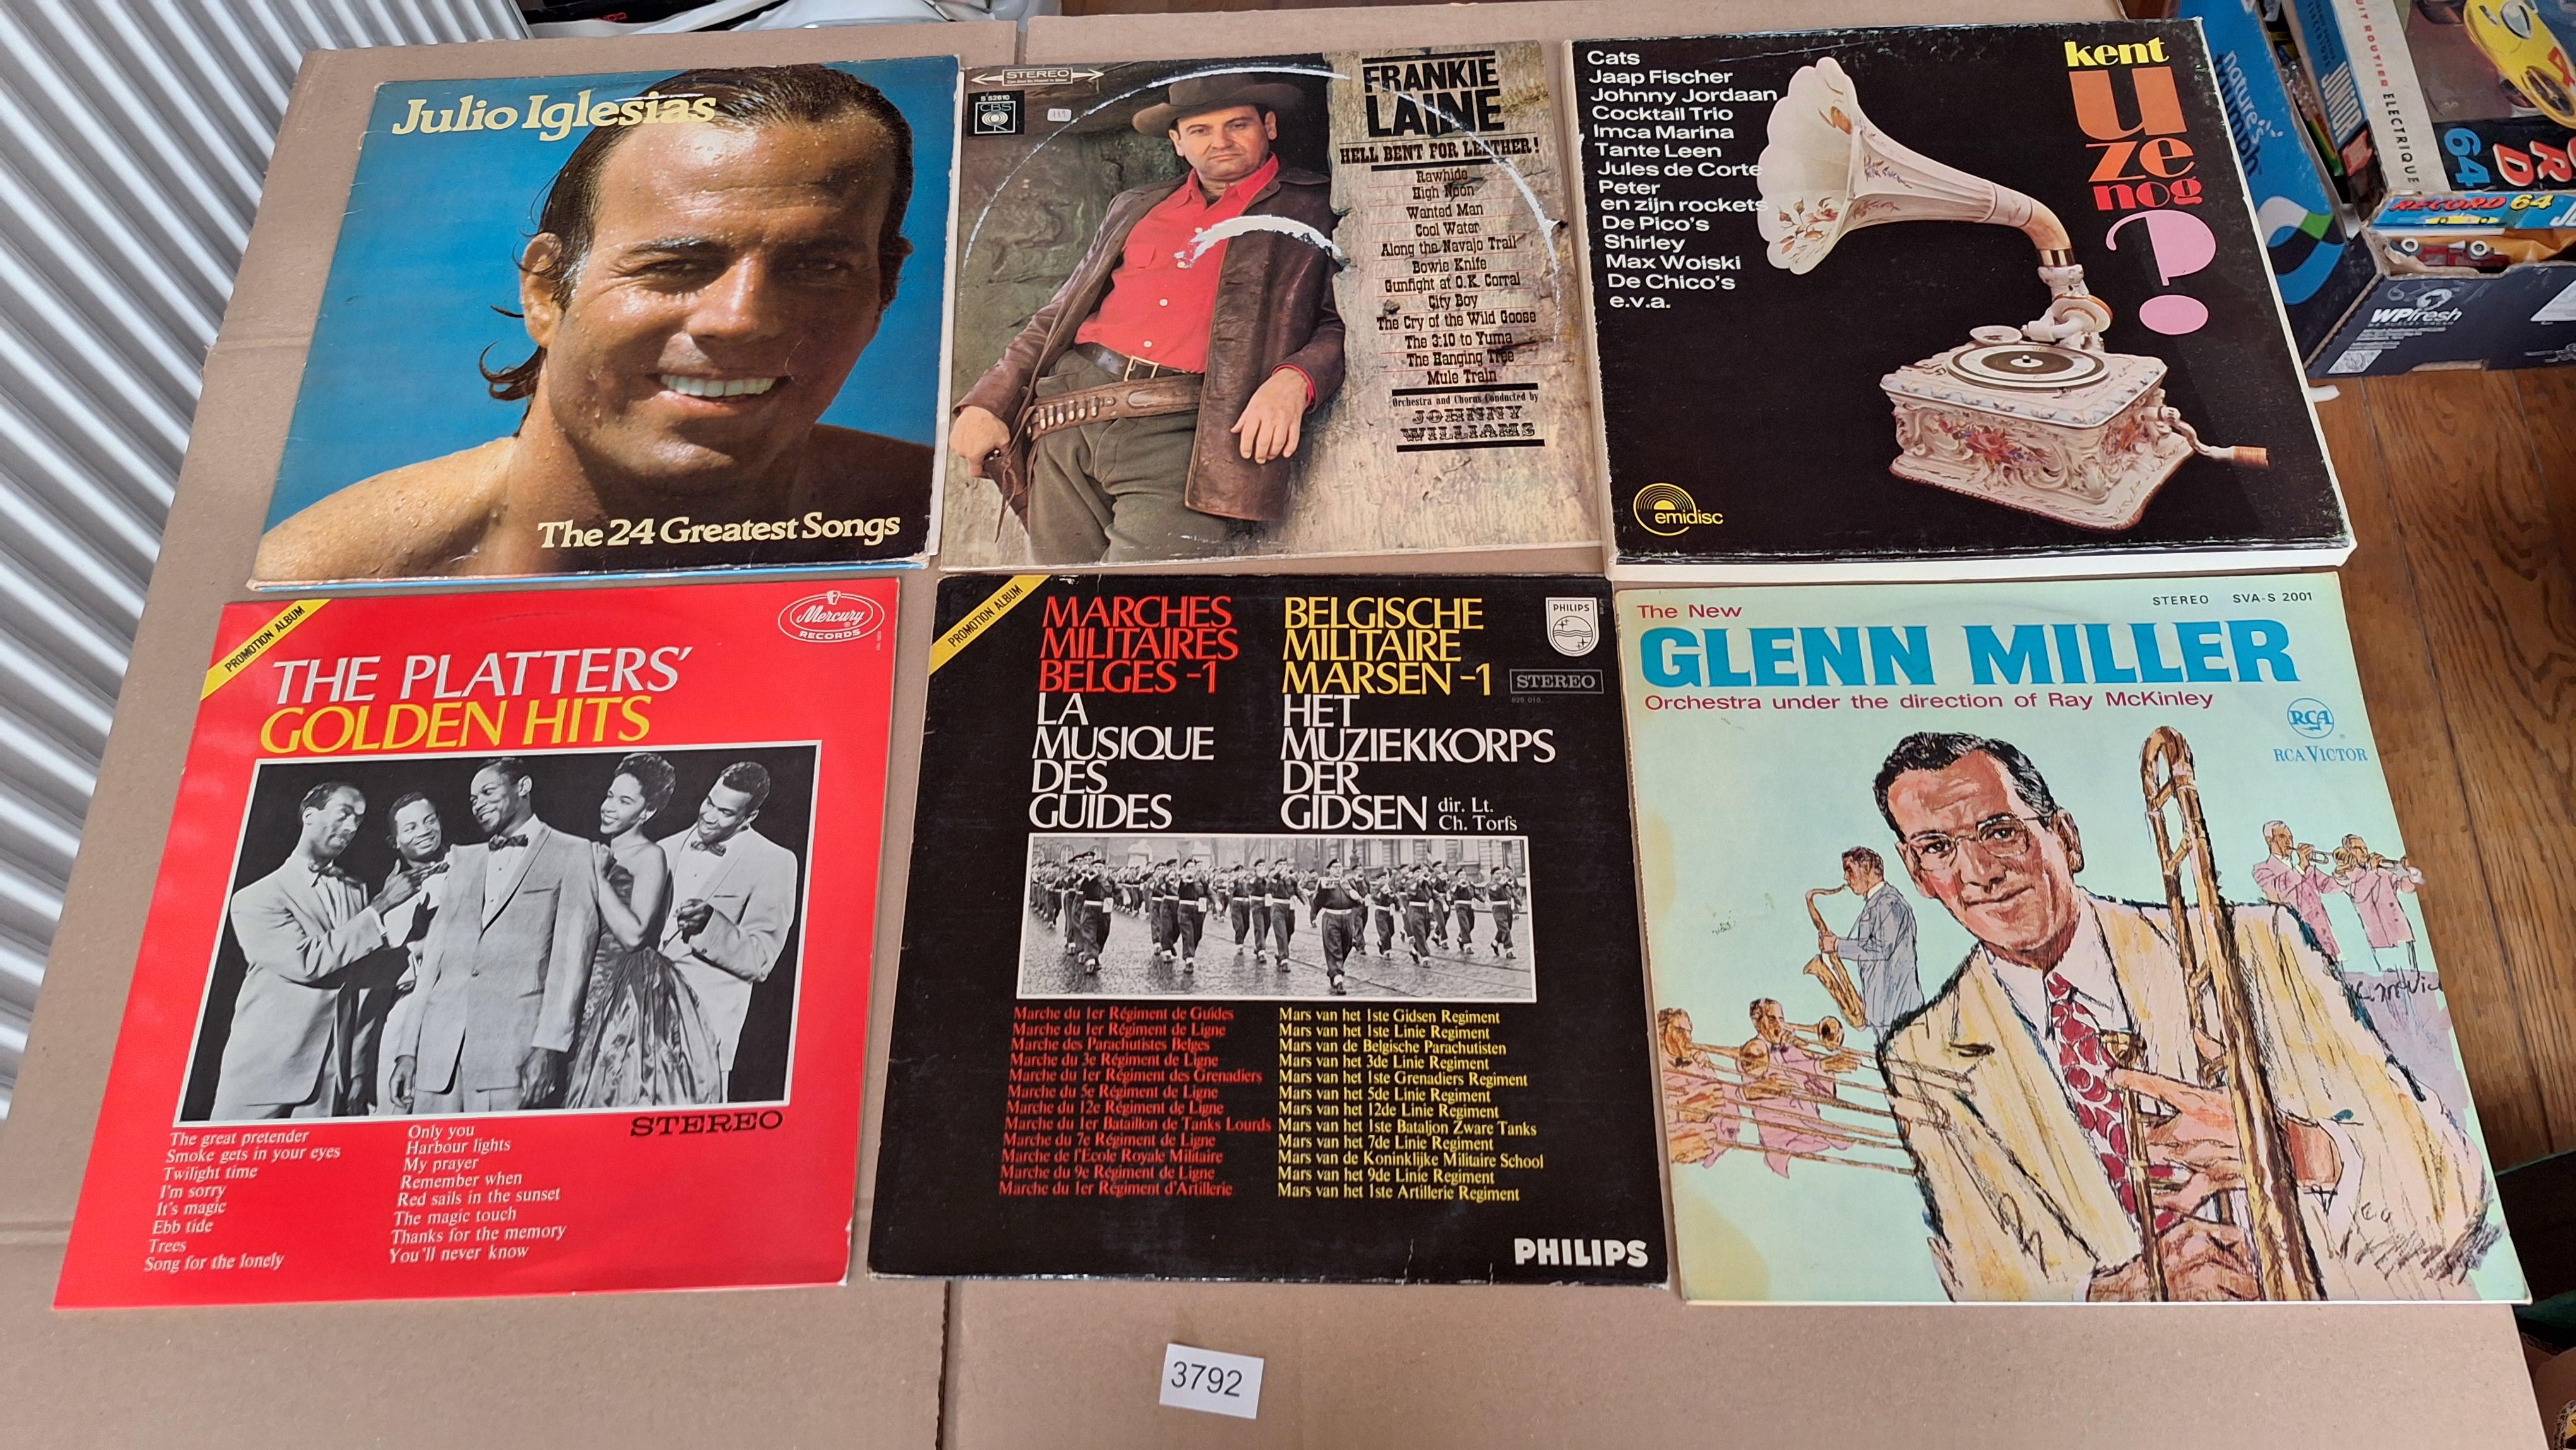 Julio Iglesias
The 24 Greatest Songs
STEREO
S 52610
CBS
FRANKIE
LAINE
HELL BENT FOR LEATHER!
Rawhide
High Noon
Wanted Man
Cool Water
Along the Navajo Trail
Bowie Knife
Gunfight at O.K. Corral
City Boy
The Cry of the Wild Goose
The 3:10 to Yuma
The Hanging Tree
Mule Train
Orchestra and Chorus Conducted by
JOHNNY
WILLIAMS
Cats
Jaap Fischer
Johnny Jordaan
Cocktail Trio
Imca Marina
Tante Leen
Jules de Corte
Peter
en zijn rockets
De Pico's
Shirley
Max Woiski
De Chico's
e.v.a.
kent
u
ze
nog
?
emidisc
PROMOTION ALBUM
Mercury
RECORDS
THE PLATTERS'
GOLDEN HITS
STEREO
The great pretender
Smoke gets in your eyes
Twilight time
I'm sorry
It's magic
Ebb tide
Trees
Song for the lonely
Only you
Harbour lights
My prayer
Remember when
Red sails in the sunset
The magic touch
Thanks for the memory
You'll never know
PROMOTION ALBUM
MARCHES
MILITAIRES
BELGES -1
LA
MUSIQUE
DES
GUIDES
BELGISCHE
MILITAIRE
MARSEN -1
HET
MUZIEKKORPS
DER
GIDSEN
dir. Lt.
Ch. Torfs
PHILIPS
STEREO
Marche du 1er Régiment de Guides
Marche du 1er Régiment de Ligne
Marche des Parachutistes Belges
Marche du 3e Régiment de Ligne
Marche du 1er Régiment des Grenadiers
Marche du 5e Régiment de Ligne
Marche du 12e Régiment de Ligne
Marche du 1er Bataillon de Tanks Lourds
Marche du 7e Régiment de Ligne
Marche de l'Ecole Royale Militaire
Marche du 9e Régiment de Ligne
Marche du 1er Régiment d'Artillerie
Mars van het 1ste Gidsen Regiment
Mars van het 1ste Linie Regiment
Mars van de Belgische Parachutisten
Mars van het 3de Linie Regiment
Mars van het 1ste Grenadiers Regiment
Mars van het 5de Linie Regiment
Mars van het 12de Linie Regiment
Mars van het 1ste Bataljon Zware Tanks
Mars van het 7de Linie Regiment
Mars van de Koninklijke Militaire School
Mars van het 9de Linie Regiment
Mars van het 1ste Artillerie Regiment
PHILIPS
The New
STEREO SVA-S 2001
GLENN MILLER
Orchestra under the direction of Ray McKinley
RCA
RCA VICTOR
3792
nature's
JUNIOR
ELECTRIQUE
64
RECORD 64
WPfresh